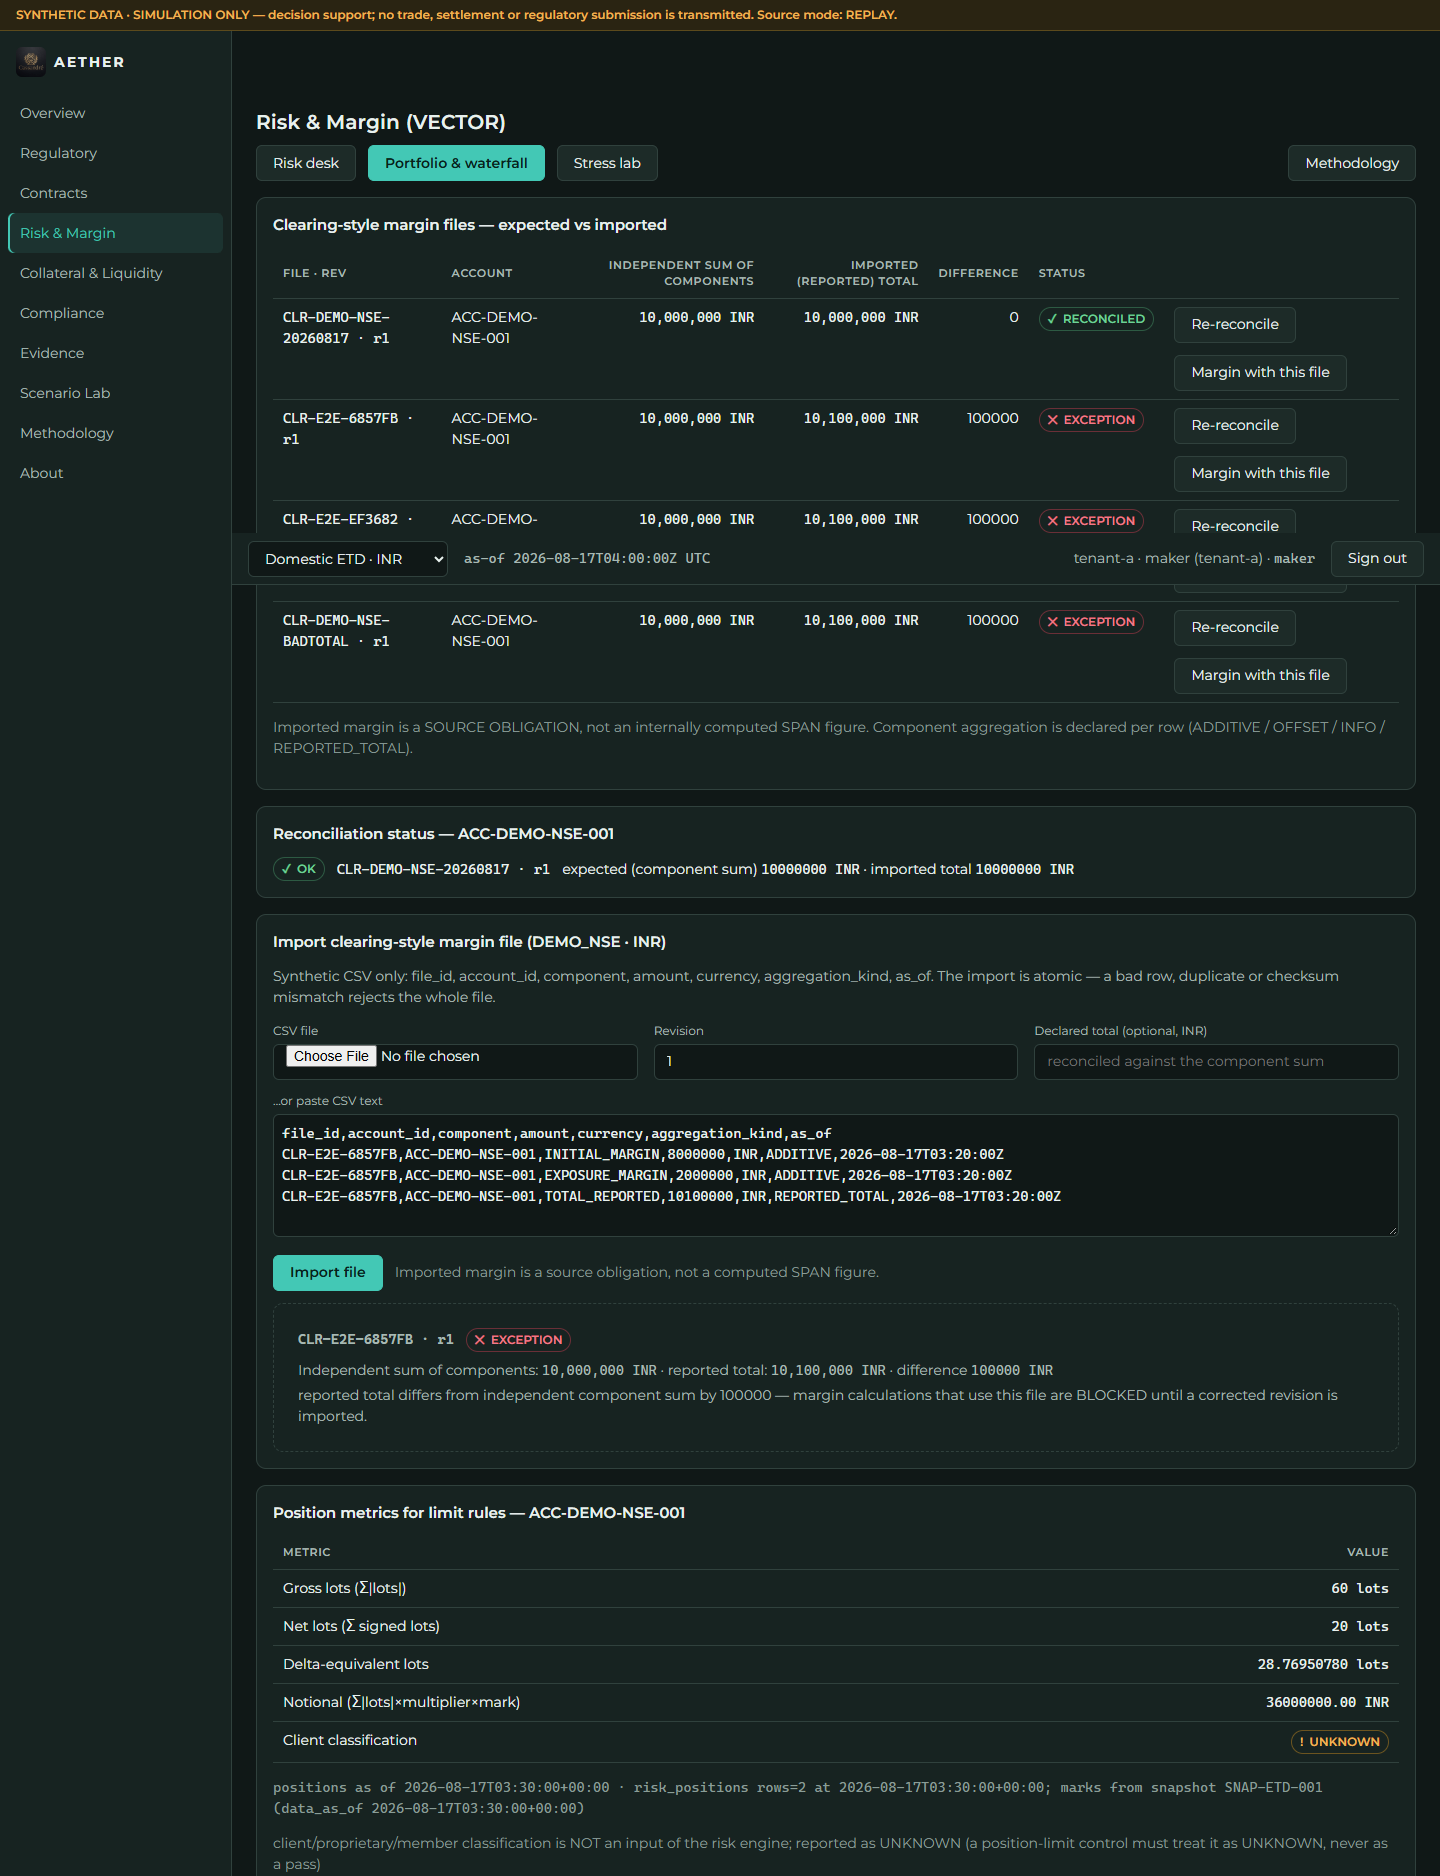 SYNTHETIC DATA · SIMULATION ONLY — decision support; no trade, settlement or regulatory submission is transmitted. Source mode: REPLAY.
AETHER
Overview
Regulatory
Contracts
Risk & Margin
Collateral & Liquidity
Compliance
Evidence
Scenario Lab
Methodology
About
Risk & Margin (VECTOR)
Risk desk
Portfolio & waterfall
Stress lab
Methodology
Clearing-style margin files — expected vs imported
FILE · REV ACCOUNT INDEPENDENT SUM OF COMPONENTS IMPORTED (REPORTED) TOTAL DIFFERENCE STATUS
CLR-DEMO-NSE-20260817 · r1 ACC-DEMO-NSE-001 10,000,000 INR 10,000,000 INR 0 ✓ RECONCILED Re-reconcile
Margin with this file
CLR-E2E-6857FB · r1 ACC-DEMO-NSE-001 10,000,000 INR 10,100,000 INR 100000 ✕ EXCEPTION Re-reconcile
Margin with this file
CLR-E2E-EF3682 · ACC-DEMO- 10,000,000 INR 10,100,000 INR 100000 ✕ EXCEPTION Re-reconcile
Domestic ETD · INR as-of 2026-08-17T04:00:00Z UTC tenant-a · maker (tenant-a) · maker Sign out
CLR-DEMO-NSE-BADTOTAL · r1 ACC-DEMO-NSE-001 10,000,000 INR 10,100,000 INR 100000 ✕ EXCEPTION Re-reconcile
Margin with this file
Imported margin is a SOURCE OBLIGATION, not an internally computed SPAN figure. Component aggregation is declared per row (ADDITIVE / OFFSET / INFO /
REPORTED_TOTAL).
Reconciliation status — ACC-DEMO-NSE-001
✓ OK CLR-DEMO-NSE-20260817 · r1 expected (component sum) 10000000 INR · imported total 10000000 INR
Import clearing-style margin file (DEMO_NSE · INR)
Synthetic CSV only: file_id, account_id, component, amount, currency, aggregation_kind, as_of. The import is atomic — a bad row, duplicate or checksum
mismatch rejects the whole file.
CSV file Revision Declared total (optional, INR)
Choose File No file chosen 1 reconciled against the component sum
…or paste CSV text
file_id,account_id,component,amount,currency,aggregation_kind,as_of
CLR-E2E-6857FB,ACC-DEMO-NSE-001,INITIAL_MARGIN,8000000,INR,ADDITIVE,2026-08-17T03:20:00Z
CLR-E2E-6857FB,ACC-DEMO-NSE-001,EXPOSURE_MARGIN,2000000,INR,ADDITIVE,2026-08-17T03:20:00Z
CLR-E2E-6857FB,ACC-DEMO-NSE-001,TOTAL_REPORTED,10100000,INR,REPORTED_TOTAL,2026-08-17T03:20:00Z
Import file Imported margin is a source obligation, not a computed SPAN figure.
CLR-E2E-6857FB · r1 ✕ EXCEPTION
Independent sum of components: 10,000,000 INR · reported total: 10,100,000 INR · difference 100000 INR
reported total differs from independent component sum by 100000 — margin calculations that use this file are BLOCKED until a corrected revision is
imported.
Position metrics for limit rules — ACC-DEMO-NSE-001
METRIC VALUE
Gross lots (Σ|lots|) 60 lots
Net lots (Σ signed lots) 20 lots
Delta-equivalent lots 28.76950780 lots
Notional (Σ|lots|×multiplier×mark) 36000000.00 INR
Client classification ! UNKNOWN
positions as of 2026-08-17T03:30:00+00:00 · risk_positions rows=2 at 2026-08-17T03:30:00+00:00; marks from snapshot SNAP-ETD-001
(data_as_of 2026-08-17T03:30:00+00:00)
client/proprietary/member classification is NOT an input of the risk engine; reported as UNKNOWN (a position-limit control must treat it as UNKNOWN, never as
a pass)